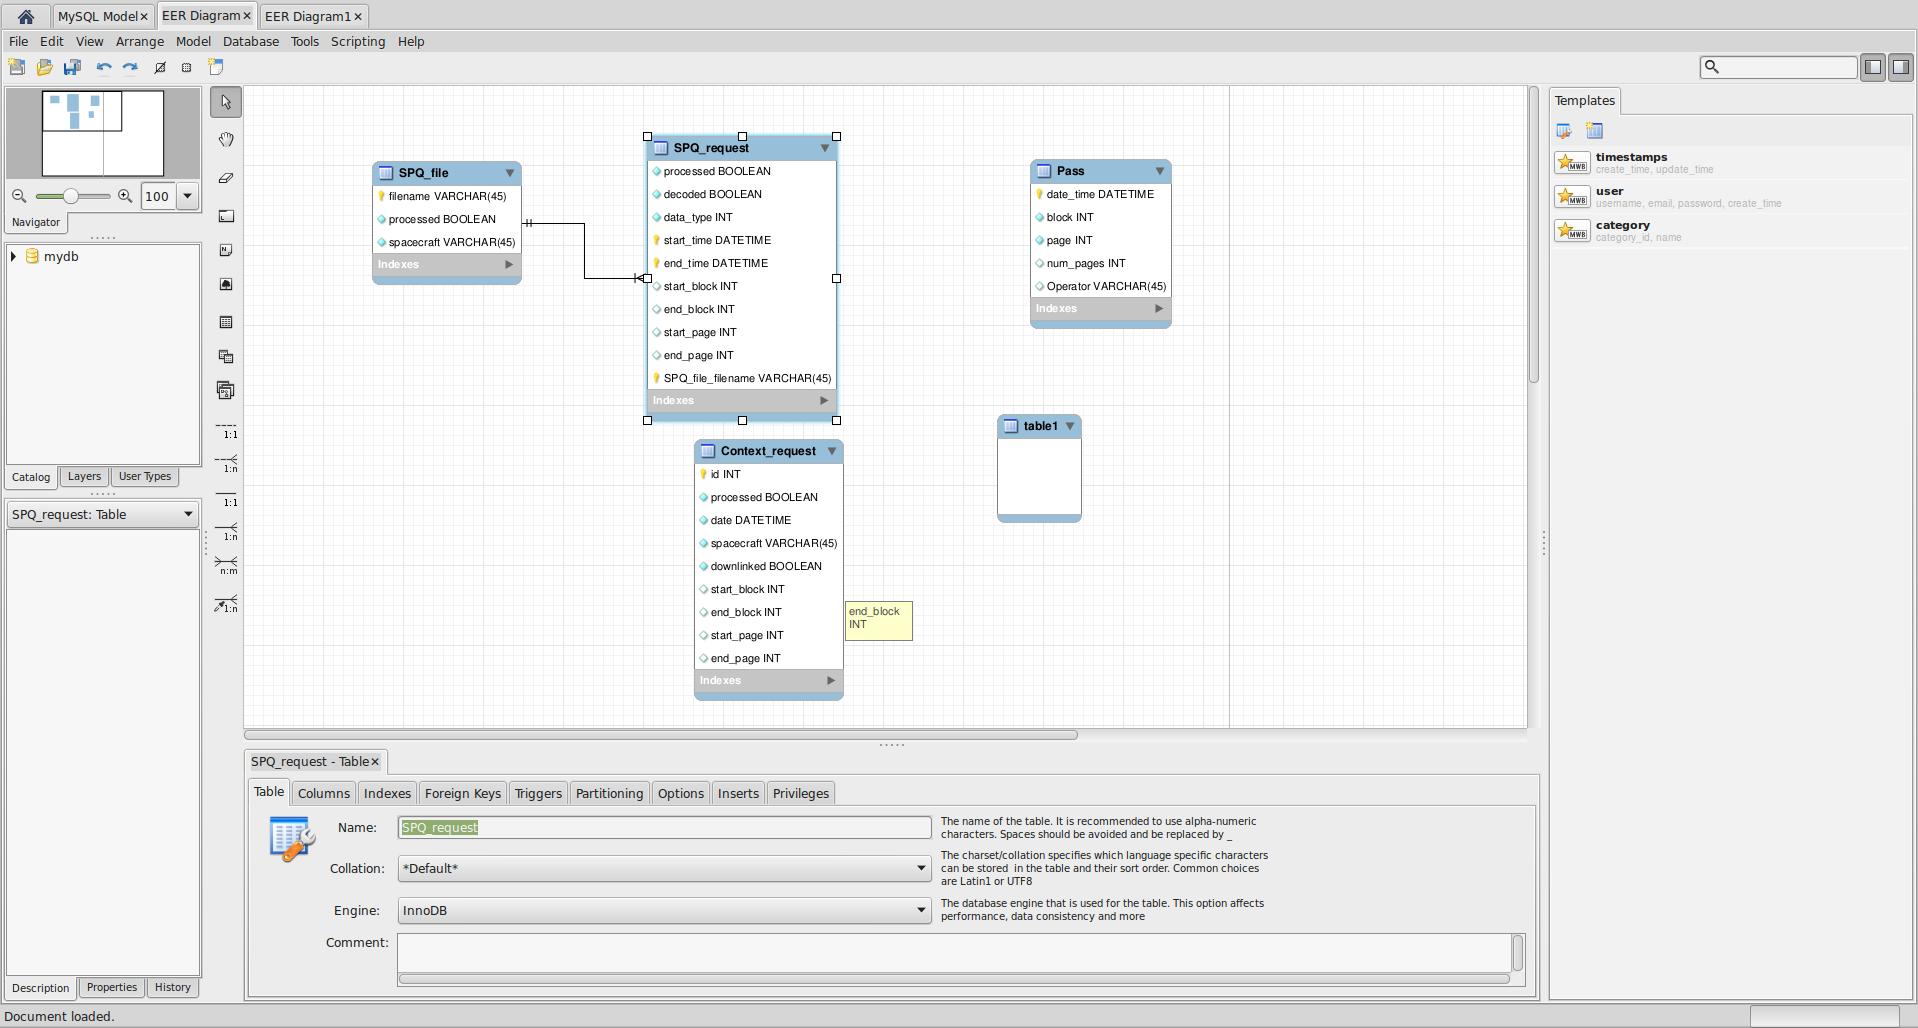 MySQL Model×
EER Diagram×
EER Diagram1×
File Edit View Arrange Model Database Tools Scripting Help
100
Navigator
mydb
Catalog
Layers
User Types
SPQ_request: Table
Description
Properties
History
1:1
1:n
1:1
1:n
n:m
1:n
SPQ_file
filename VARCHAR(45)
processed BOOLEAN
spacecraft VARCHAR(45)
Indexes
SPQ_request
processed BOOLEAN
decoded BOOLEAN
data_type INT
start_time DATETIME
end_time DATETIME
start_block INT
end_block INT
start_page INT
end_page INT
SPQ_file_filename VARCHAR(45)
Indexes
Context_request
id INT
processed BOOLEAN
date DATETIME
spacecraft VARCHAR(45)
downlinked BOOLEAN
start_block INT
end_block INT
start_page INT
end_page INT
Indexes
end_block
INT
Pass
date_time DATETIME
block INT
page INT
num_pages INT
Operator VARCHAR(45)
Indexes
table1
Templates
MWB
timestamps
create_time, update_time
MWB
user
username, email, password, create_time
MWB
category
category_id, name
SPQ_request - Table×
Table
Columns
Indexes
Foreign Keys
Triggers
Partitioning
Options
Inserts
Privileges
Name:
SPQ_request
The name of the table. It is recommended to use alpha-numeric
characters. Spaces should be avoided and be replaced by _
Collation:
*Default*
The charset/collation specifies which language specific characters
can be stored  in the table and their sort order. Common choices
are Latin1 or UTF8
Engine:
InnoDB
The database engine that is used for the table. This option affects
performance, data consistency and more
Comment:
Document loaded.